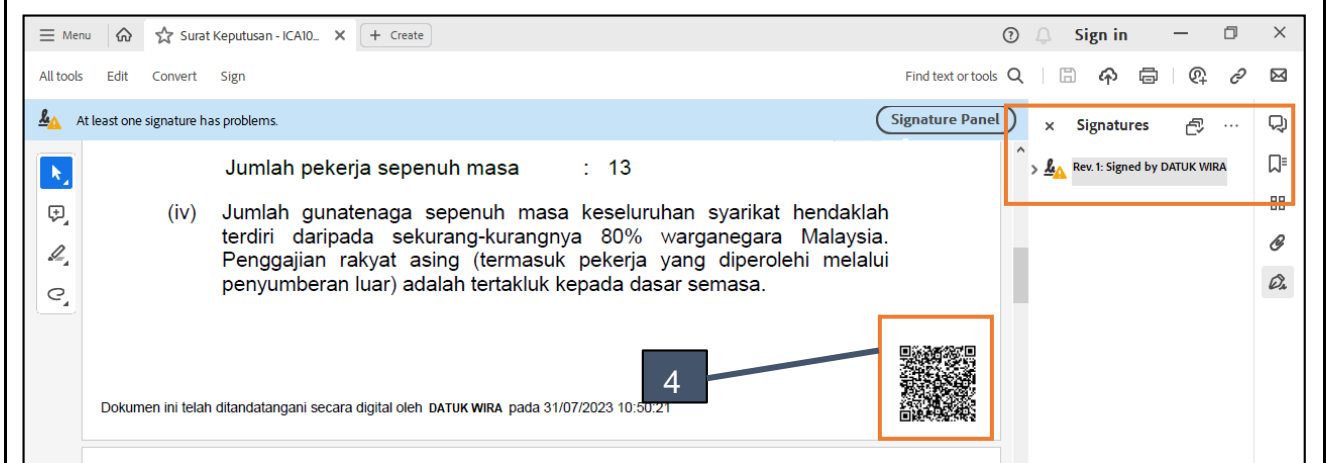 Menu
Surat Keputusan - ICA10_
+ Create
Sign in
All tools Edit Convert Sign
Find text or tools
At least one signature has problems.
Signature Panel
Signatures
Rev. 1: Signed by DATUK WIRA
Jumlah pekerja sepenuh masa : 13
(iv) Jumlah gunatenaga sepenuh masa keseluruhan syarikat hendaklah
terdiri daripada sekurang-kurangnya 80% warganegara Malaysia.
Penggajian rakyat asing (termasuk pekerja yang diperolehi melalui
penyumberan luar) adalah tertakluk kepada dasar semasa.
4
Dokumen ini telah ditandatangani secara digital oleh DATUK WIRA pada 31/07/2023 10:50:21